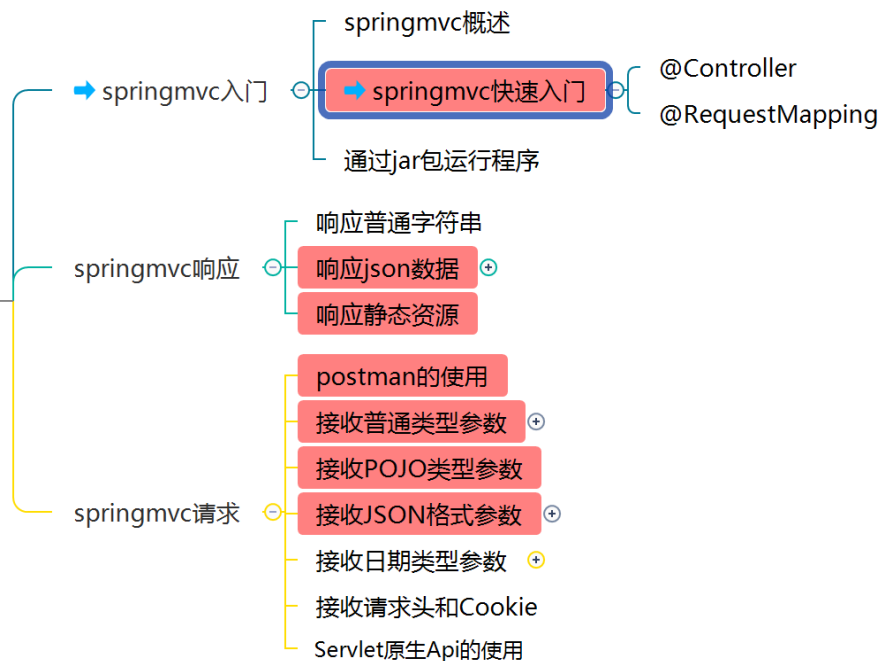 springmvc入门
springmvc概述
springmvc快速入门
@Controller
@RequestMapping
通过jar包运行程序
springmvc响应
响应普通字符串
响应json数据
响应静态资源
springmvc请求
postman的使用
接收普通类型参数
接收POJO类型参数
接收JSON格式参数
接收日期类型参数
接收请求头和Cookie
Servlet原生Api的使用